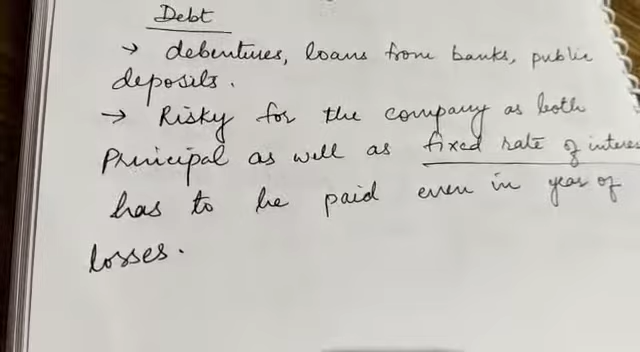 Debt
→ debentures, loans from banks, public
deposits.
→ Risky for the company as both
Principal as well as fixed rate of interes
has to be paid even in year of
losses.